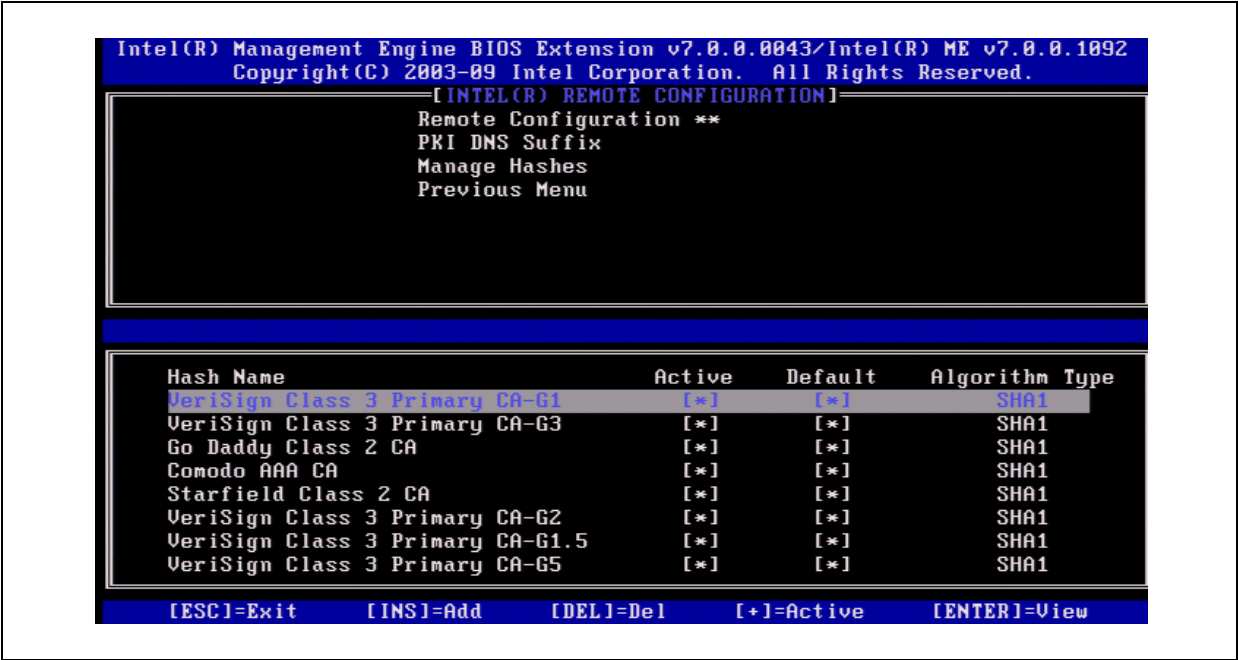 Intel(R) Management Engine BIOS Extension v7.0.0.0043/Intel(R) ME v7.0.0.1092
Copyright(C) 2003-09 Intel Corporation. All Rights Reserved.
[INTEL(R) REMOTE CONFIGURATION]
Remote Configuration **
PKI DNS Suffix
Manage Hashes
Previous Menu
Hash Name Active Default Algorithm Type
VeriSign Class 3 Primary CA-G1 [*] [*] SHA1
VeriSign Class 3 Primary CA-G3 [*] [*] SHA1
Go Daddy Class 2 CA [*] [*] SHA1
Comodo AAA CA [*] [*] SHA1
Starfield Class 2 CA [*] [*] SHA1
VeriSign Class 3 Primary CA-G2 [*] [*] SHA1
VeriSign Class 3 Primary CA-G1.5 [*] [*] SHA1
VeriSign Class 3 Primary CA-G5 [*] [*] SHA1
[ESC]=Exit [INS]=Add [DEL]=Del [+]=Active [ENTER]=View